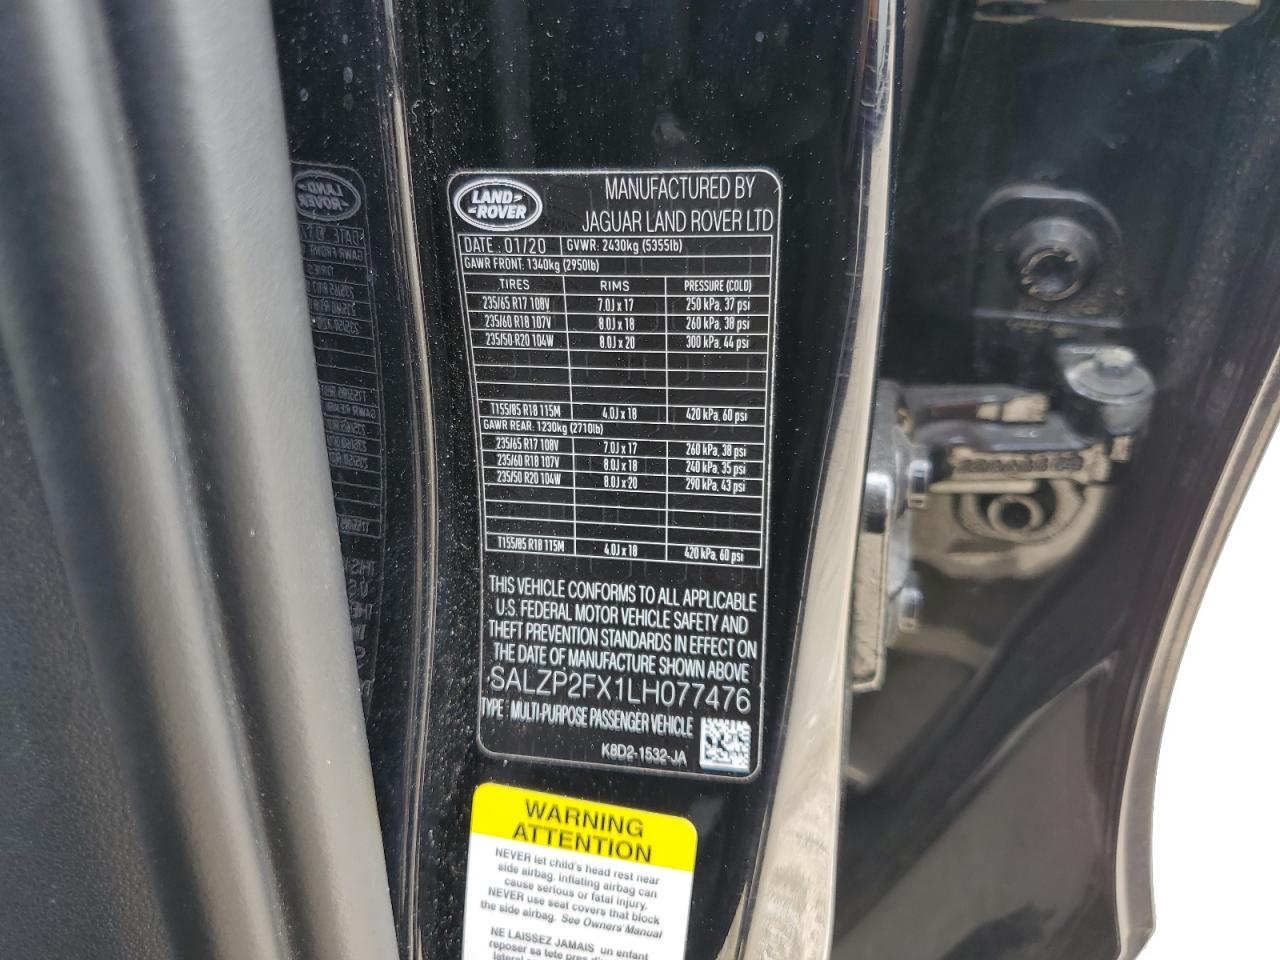 LAND
ROVER
MANUFACTURED BY
JAGUAR LAND ROVER LTD
DATE : 01/20 GVWR: 2430kg (5355lb)
GAWR FRONT: 1340kg (2950lb)
TIRES RIMS PRESSURE (COLD)
235/65 R17 108V 7.0J x 17 250 kPa, 37 psi
235/60 R18 107V 8.0J x 18 260 kPa, 38 psi
235/50 R20 104W 8.0J x 20 300 kPa, 44 psi
T155/85 R18 115M 4.0J x 18 420 kPa, 60 psi
GAWR REAR: 1230kg (2710lb)
235/65 R17 108V 7.0J x 17 260 kPa, 38 psi
235/60 R18 107V 8.0J x 18 240 kPa, 35 psi
235/50 R20 104W 8.0J x 20 290 kPa, 43 psi
T155/85 R18 115M 4.0J x 18 420 kPa, 60 psi
THIS VEHICLE CONFORMS TO ALL APPLICABLE
U.S. FEDERAL MOTOR VEHICLE SAFETY AND
THEFT PREVENTION STANDARDS IN EFFECT ON
THE DATE OF MANUFACTURE SHOWN ABOVE
SALZP2FX1LH077476
TYPE : MULTI-PURPOSE PASSENGER VEHICLE
K8D2-1532-JA
WARNING
ATTENTION
NEVER let child's head rest near
side airbag, inflating airbag can
cause serious or fatal injury.
NEVER use seat covers that block
the side airbag. See Owners Manual
NE LAISSEZ JAMAIS un enfant
reposer sa tete pres
lateral